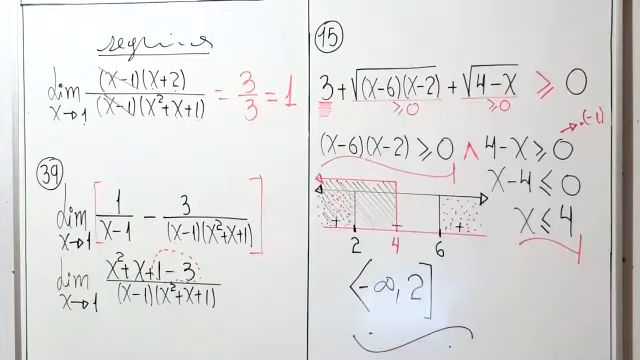 lim x→1 (x-1)(x+2) / (x-1)(x²+x+1) = 3/3 = 1
39
lim x→1 [ 1/(x-1) - 3/((x-1)(x²+x+1)) ]
lim x→1 (x²+x+1-3) / (x-1)(x²+x+1)
15
3 + √((x-6)(x-2)) + √(4-x) ≥ 0
≥0 ≥0
(x-6)(x-2) ≥ 0 ∧ 4-x ≥ 0 →·(-1)
x-4 ≤ 0
x ≤ 4
+ - +
2 4 6
⟨-∞, 2]